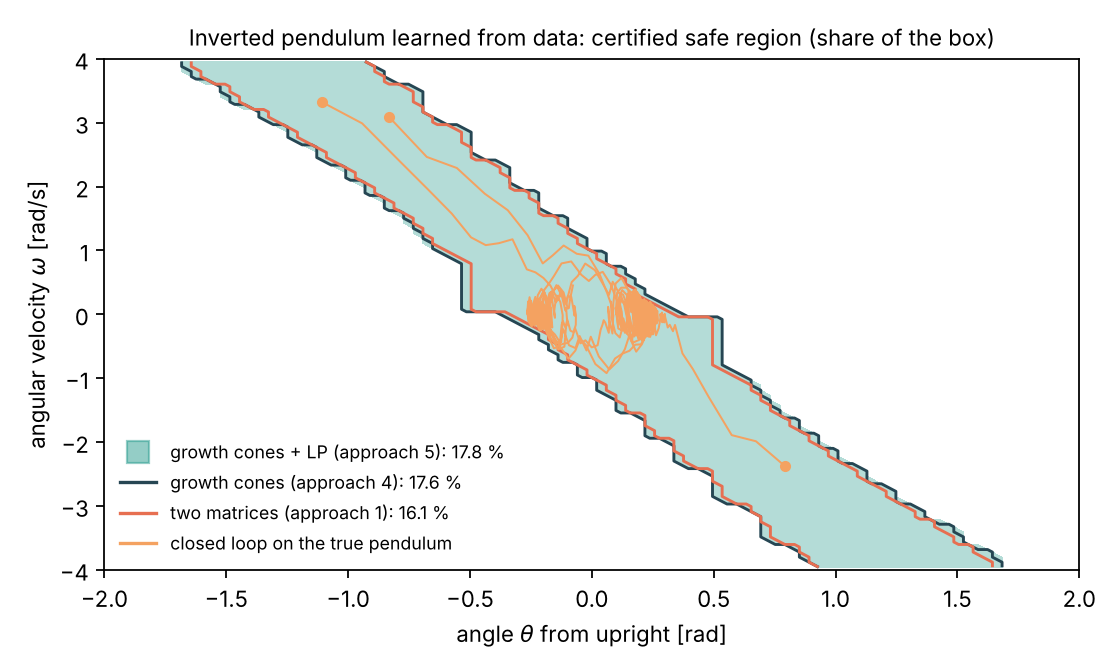 Inverted pendulum learned from data: certified safe region (share of the box)
4
3
2
1
0
−1
−2
−3
−4
angular velocity ω [rad/s]
growth cones + LP (approach 5): 17.8 %
growth cones (approach 4): 17.6 %
two matrices (approach 1): 16.1 %
closed loop on the true pendulum
−2.0 −1.5 −1.0 −0.5 0.0 0.5 1.0 1.5 2.0
angle θ from upright [rad]